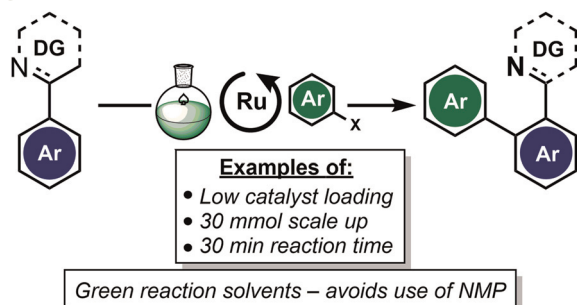 DG
N
Ar
Ru
Ar
X
DG
N
Ar
Ar
Examples of:
• Low catalyst loading
• 30 mmol scale up
• 30 min reaction time
Green reaction solvents – avoids use of NMP